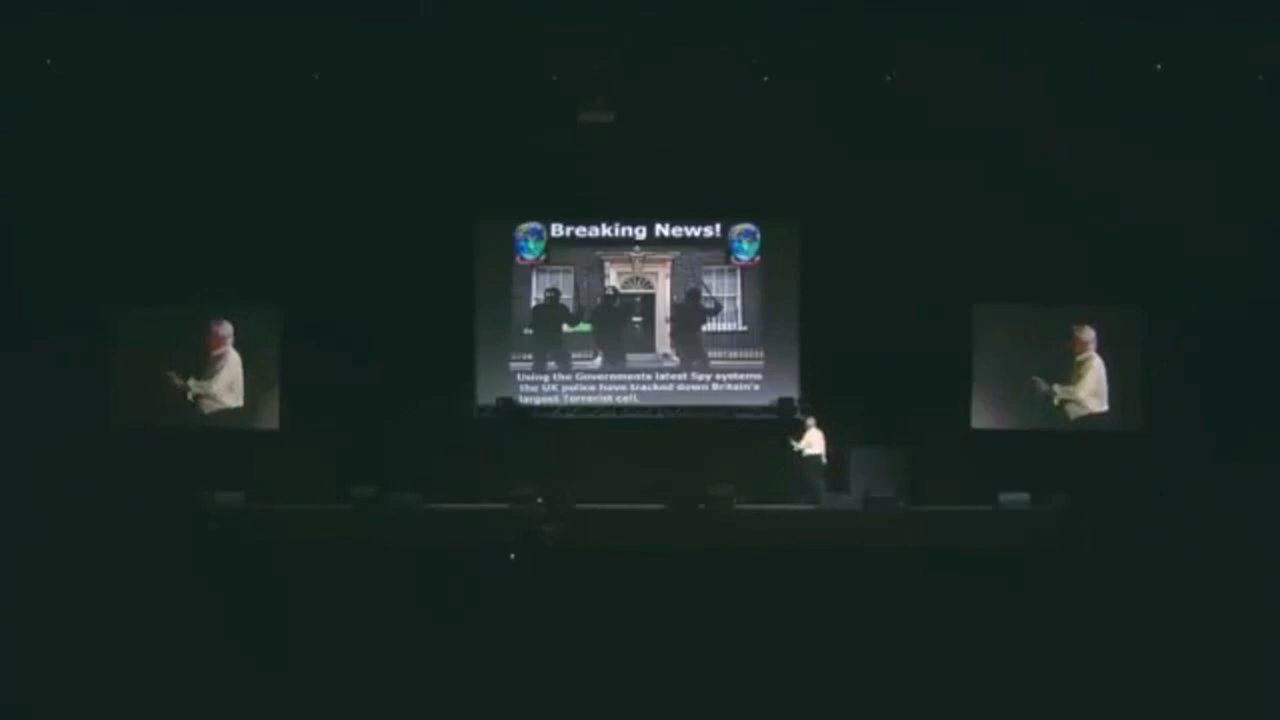 Breaking News!
Using the Governments latest Spy systems
the UK police have tracked down Britain's
largest Terrorist cell.